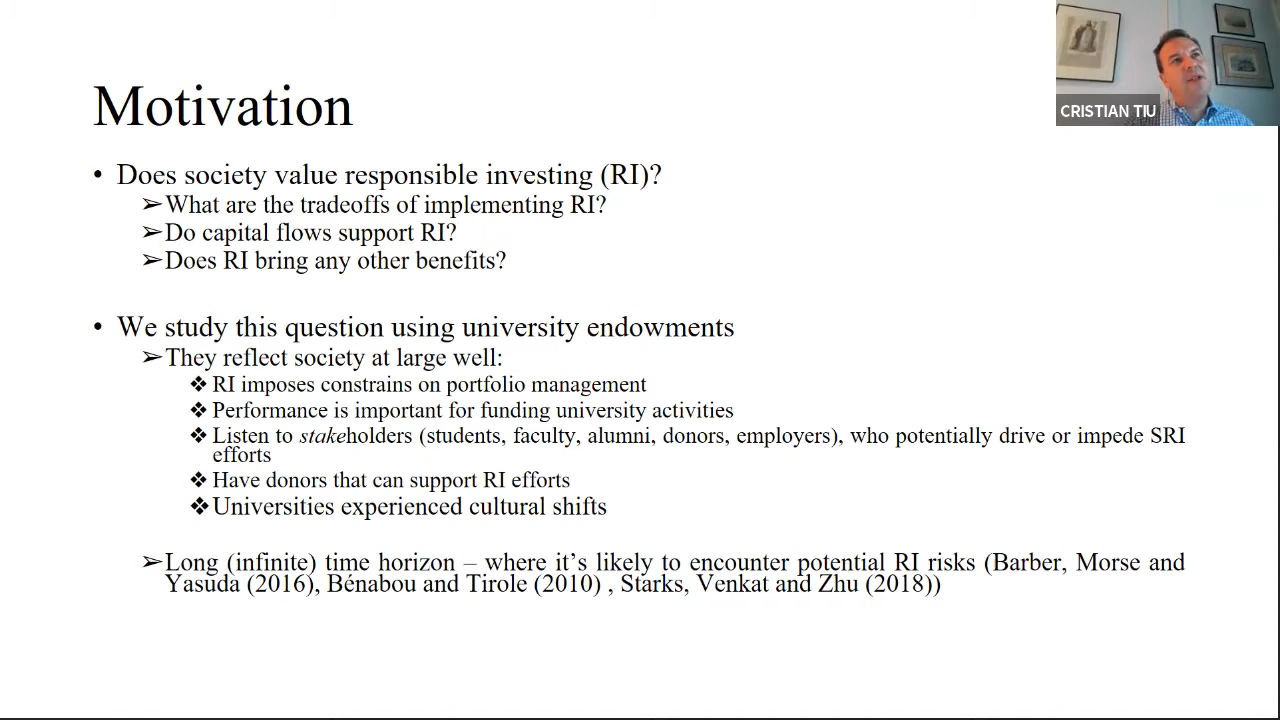 CRISTIAN TIU
Motivation
• Does society value responsible investing (RI)?
➢What are the tradeoffs of implementing RI?
➢Do capital flows support RI?
➢Does RI bring any other benefits?
• We study this question using university endowments
➢They reflect society at large well:
❖ RI imposes constrains on portfolio management
❖ Performance is important for funding university activities
❖ Listen to stakeholders (students, faculty, alumni, donors, employers), who potentially drive or impede SRI
efforts
❖ Have donors that can support RI efforts
❖Universities experienced cultural shifts
➢Long (infinite) time horizon – where it's likely to encounter potential RI risks (Barber, Morse and
Yasuda (2016), Bénabou and Tirole (2010) , Starks, Venkat and Zhu (2018))